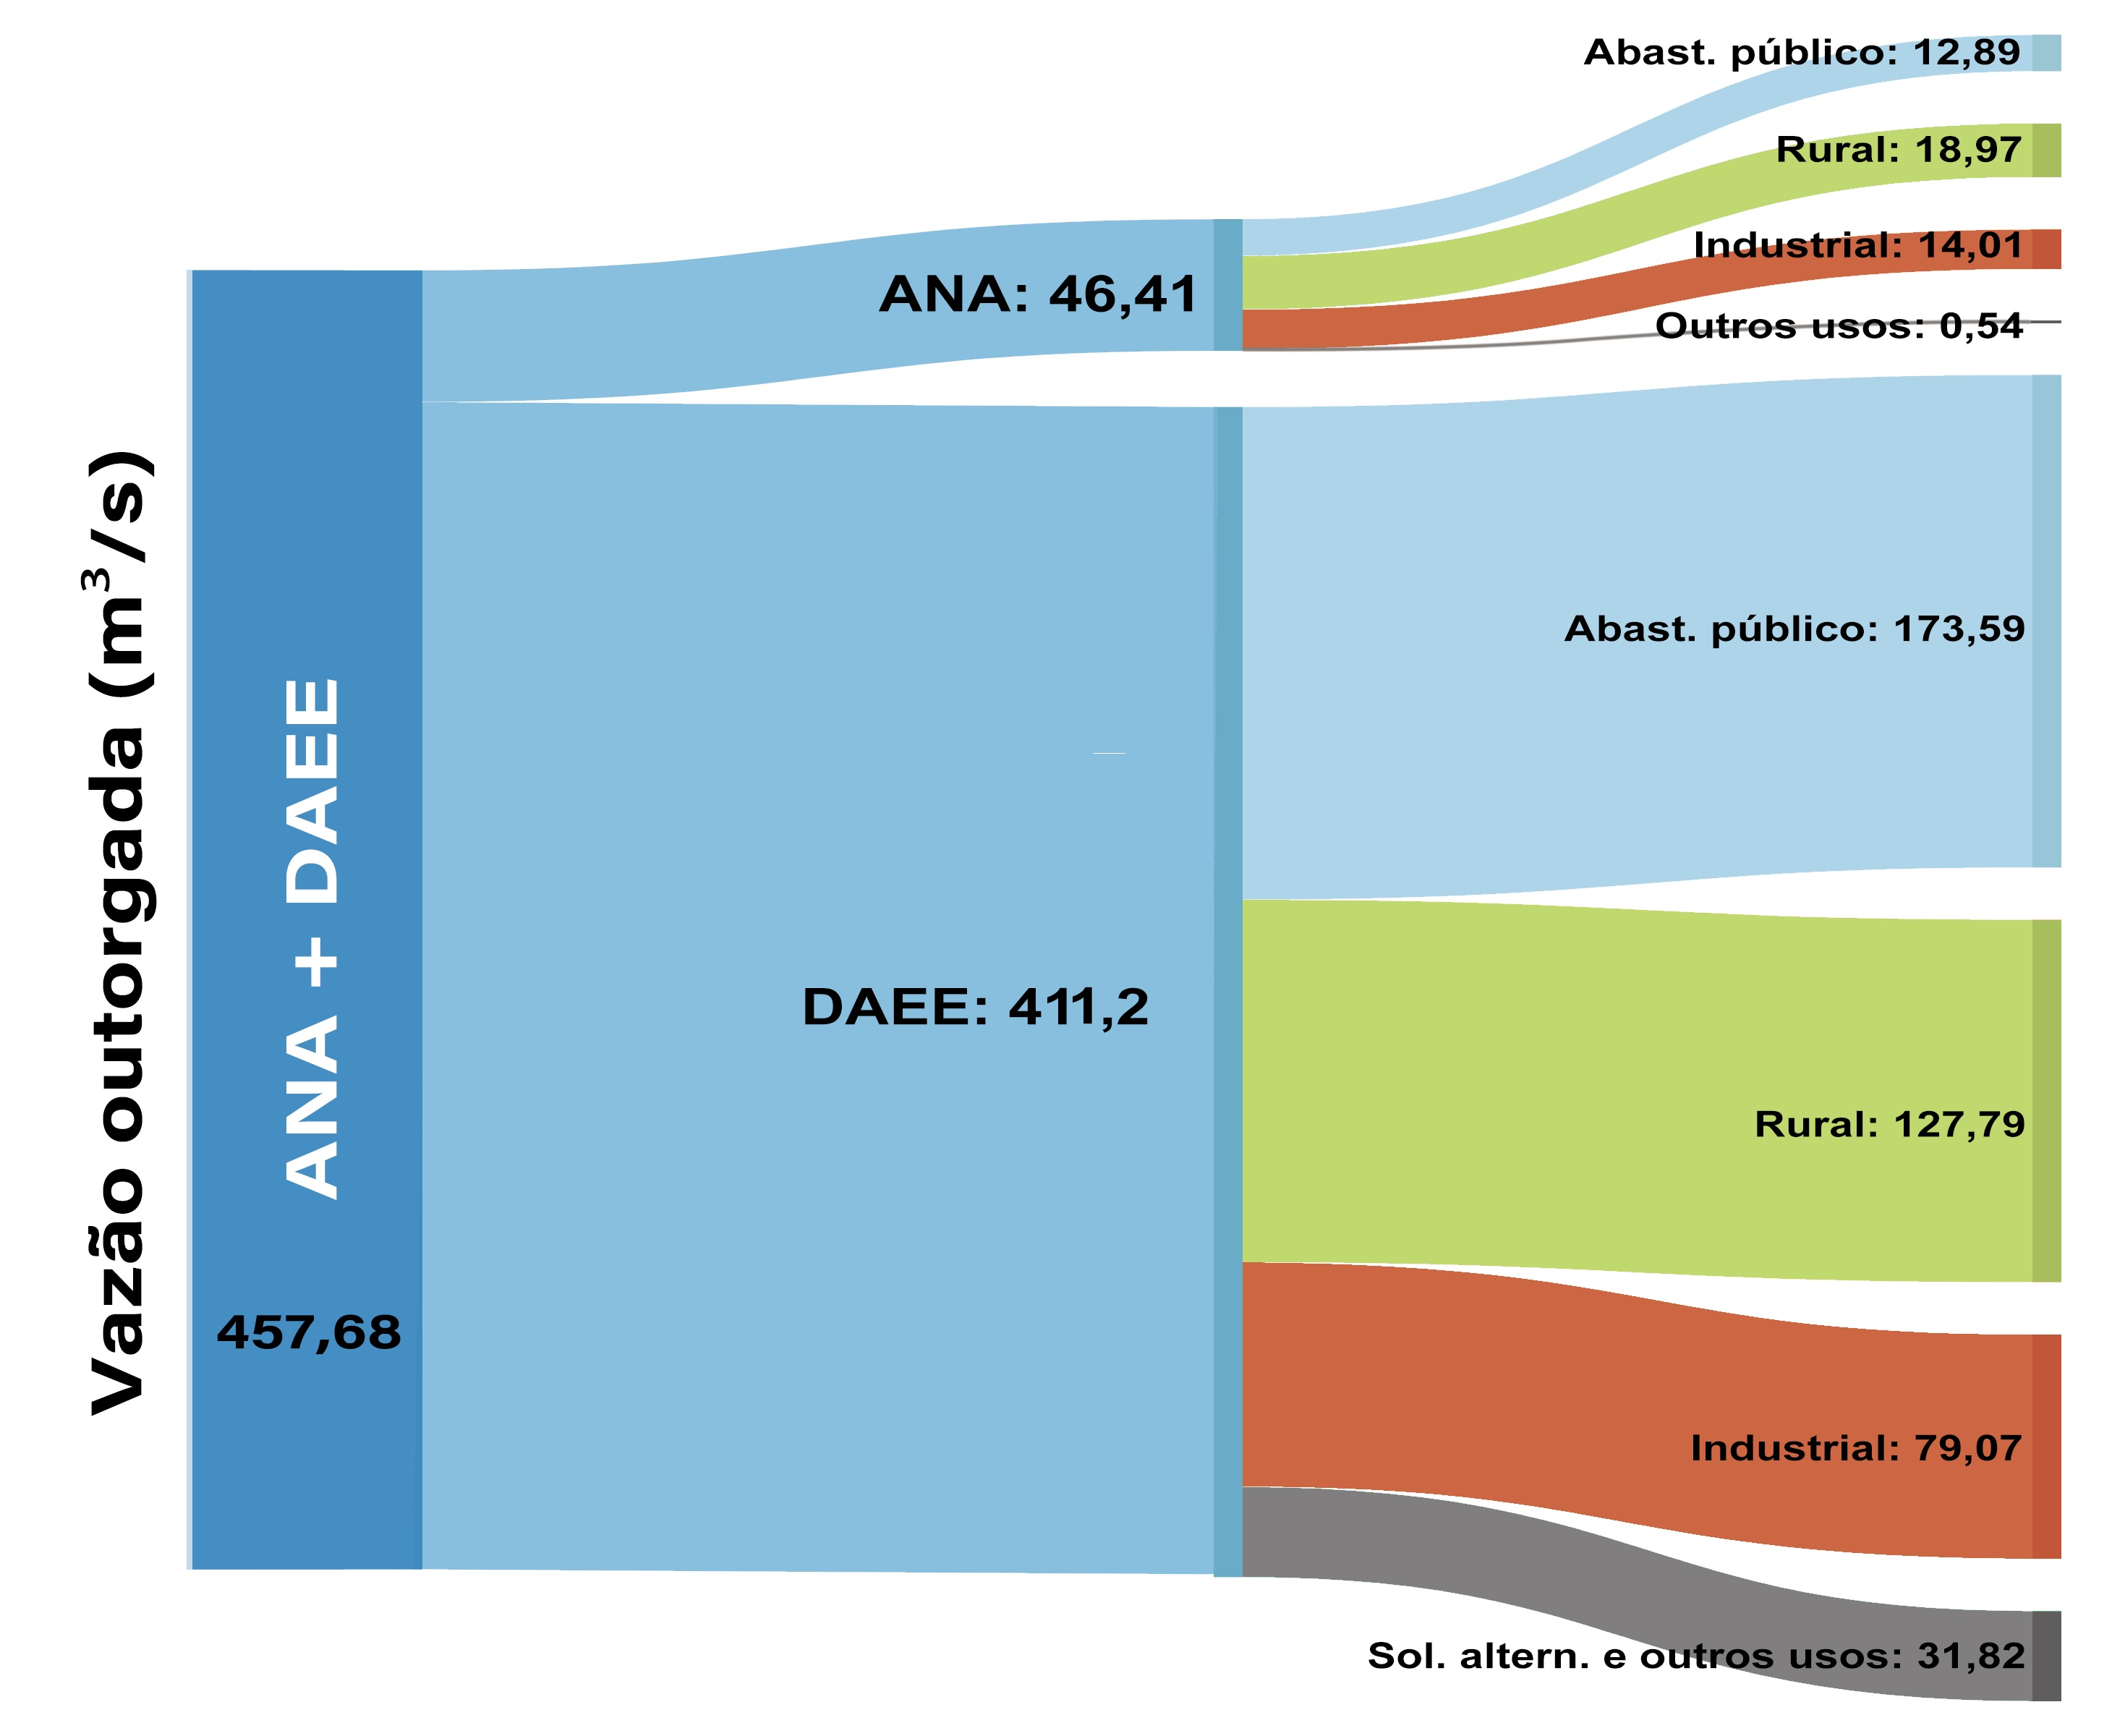 Vazão outorgada (m³/s)
ANA + DAEE
457,68
ANA: 46,41
DAEE: 411,2
Abast. público: 12,89
Rural: 18,97
Industrial: 14,01
Outros usos: 0,54
Abast. público: 173,59
Rural: 127,79
Industrial: 79,07
Sol. altern. e outros usos: 31,82